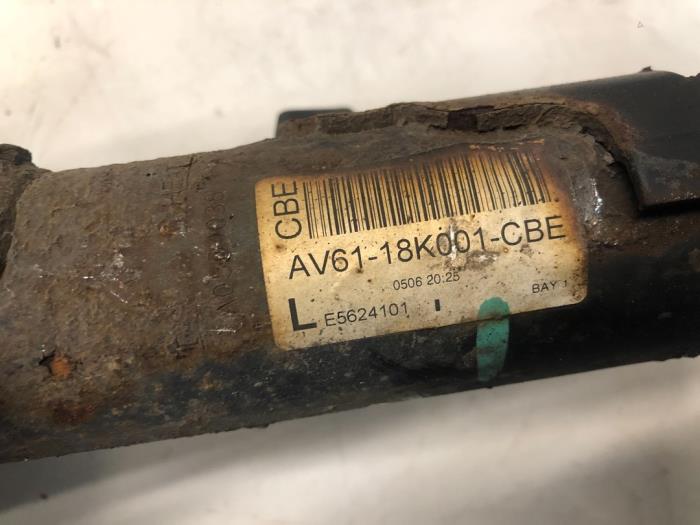 CBE
AV61-18K001-CBE
0506 20:25
L E5624101 I BAY 1